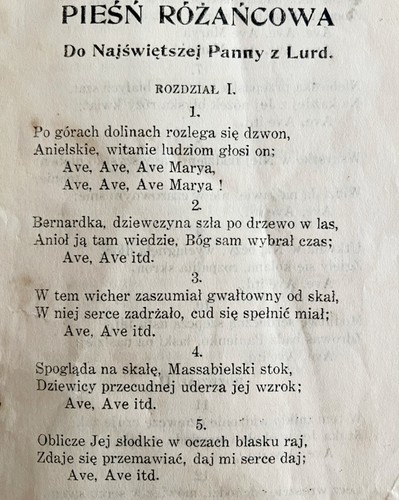 PIEŚŃ RÓŻAŃCOWA
Do Najświętszej Panny z Lurd.
ROZDZIAŁ I.
1.
Po górach dolinach rozlega się dzwon,
Anielskie, witanie ludziom głosi on;
Ave, Ave, Ave Marya,
Ave, Ave, Ave Marya !
2.
Bernardka, dziewczyna szła po drzewo w las,
Anioł ją tam wiedzie, Bóg sam wybrał czas;
Ave, Ave itd.
3.
W tem wicher zaszumiał gwałtowny od skał,
W niej serce zadrżało, cud się spełnić miał;
Ave, Ave itd.
4.
Spogląda na skałę, Massabielski stok,
Dziewicy przecudnej uderza jej wzrok;
Ave, Ave itd.
5.
Oblicze Jej słodkie w oczach blasku raj,
Zdaje się przemawiać, daj mi serce daj;
Ave, Ave itd.